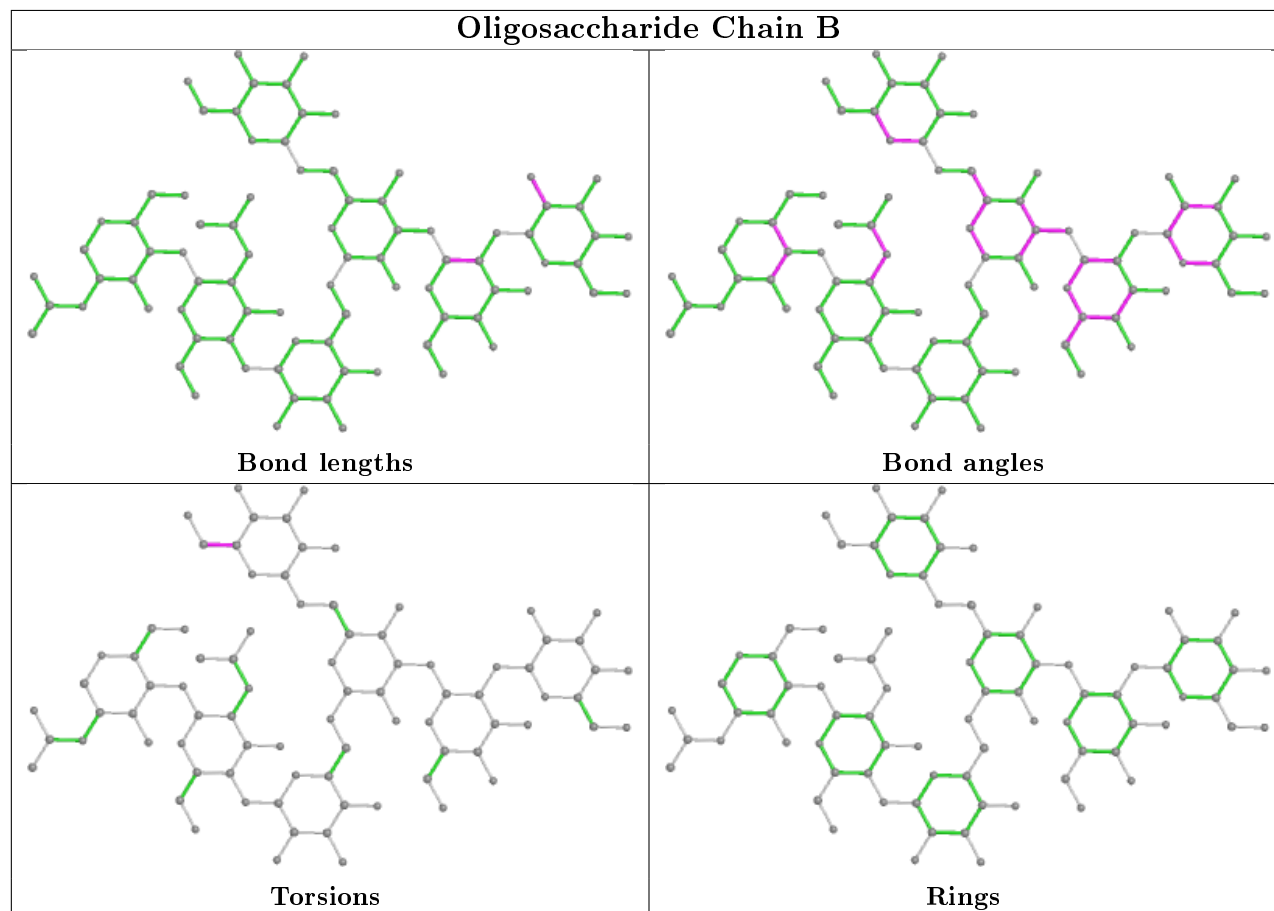 Oligosaccharide Chain B
Bond lengths
Bond angles
Torsions
Rings